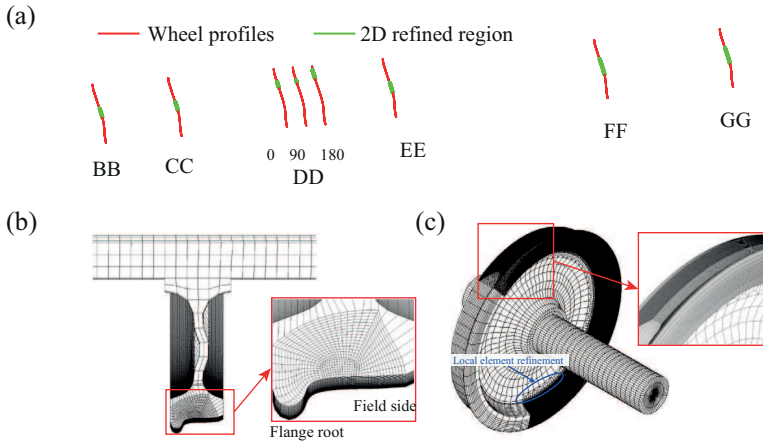 (a)
Wheel profiles
2D refined region
BB
CC
0 90 180
DD
EE
FF
GG
(b)
Field side
Flange root
(c)
Local element refinement